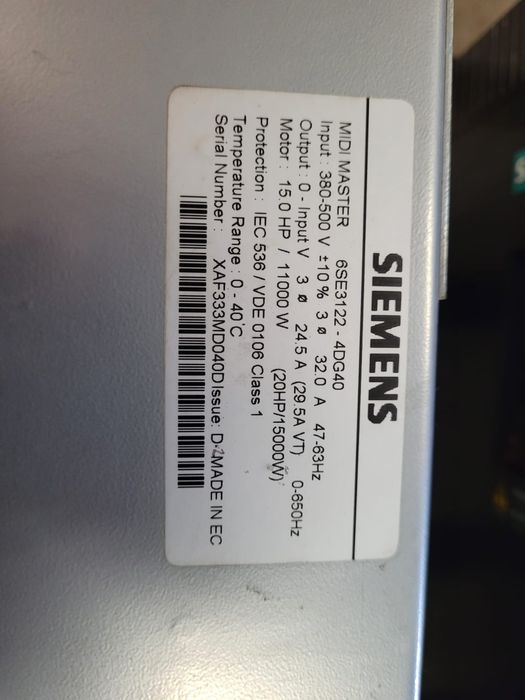 SIEMENS
MIDI MASTER 6SE3122 - 4DG40
Input : 380-500 V ±10 % 3 ø 32.0 A 47-63Hz
Output : 0 - Input V 3 ø 24.5 A (29.5A VT) 0-650Hz
Motor : 15.0 HP / 11000 W (20HP/15000W)
Protection : IEC 536 / VDE 0106 Class 1
Temperature Range : 0 - 40°C
Serial Number : XAF333MD040D Issue: D MADE IN EC